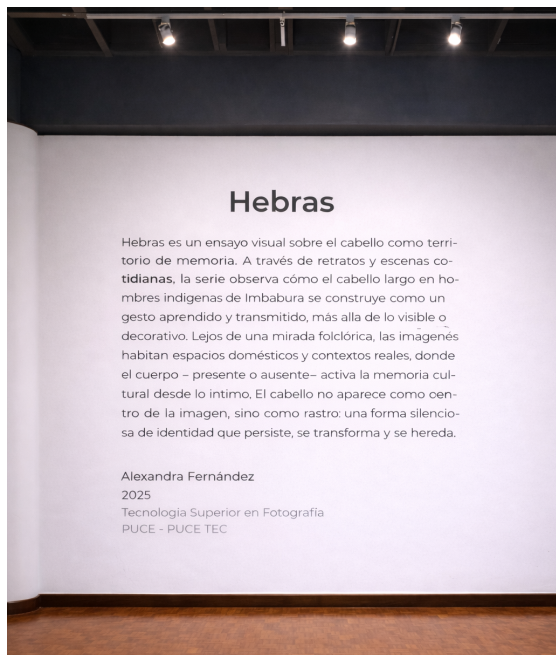 Hebras
Hebras es un ensayo visual sobre el cabello como terri-
torio de memoria. A través de retratos y escenas co-
tidianas, la serie observa cómo el cabello largo en ho-
mbres indigenas de Imbabura se construye como un
gesto aprendido y transmitido, más alla de lo visible o
decorativo. Lejos de una mirada folclórica, las imagenés
habitan espacios domésticos y contextos reales, donde
el cuerpo – presente o ausente– activa la memoria cul-
tural desde lo intimo. El cabello no aparece como cen-
tro de la imagen, sino como rastro: una forma silencio-
sa de identidad que persiste, se transforma y se hereda.
Alexandra Fernández
2025
Tecnologia Superior en Fotografía
PUCE - PUCE TEC